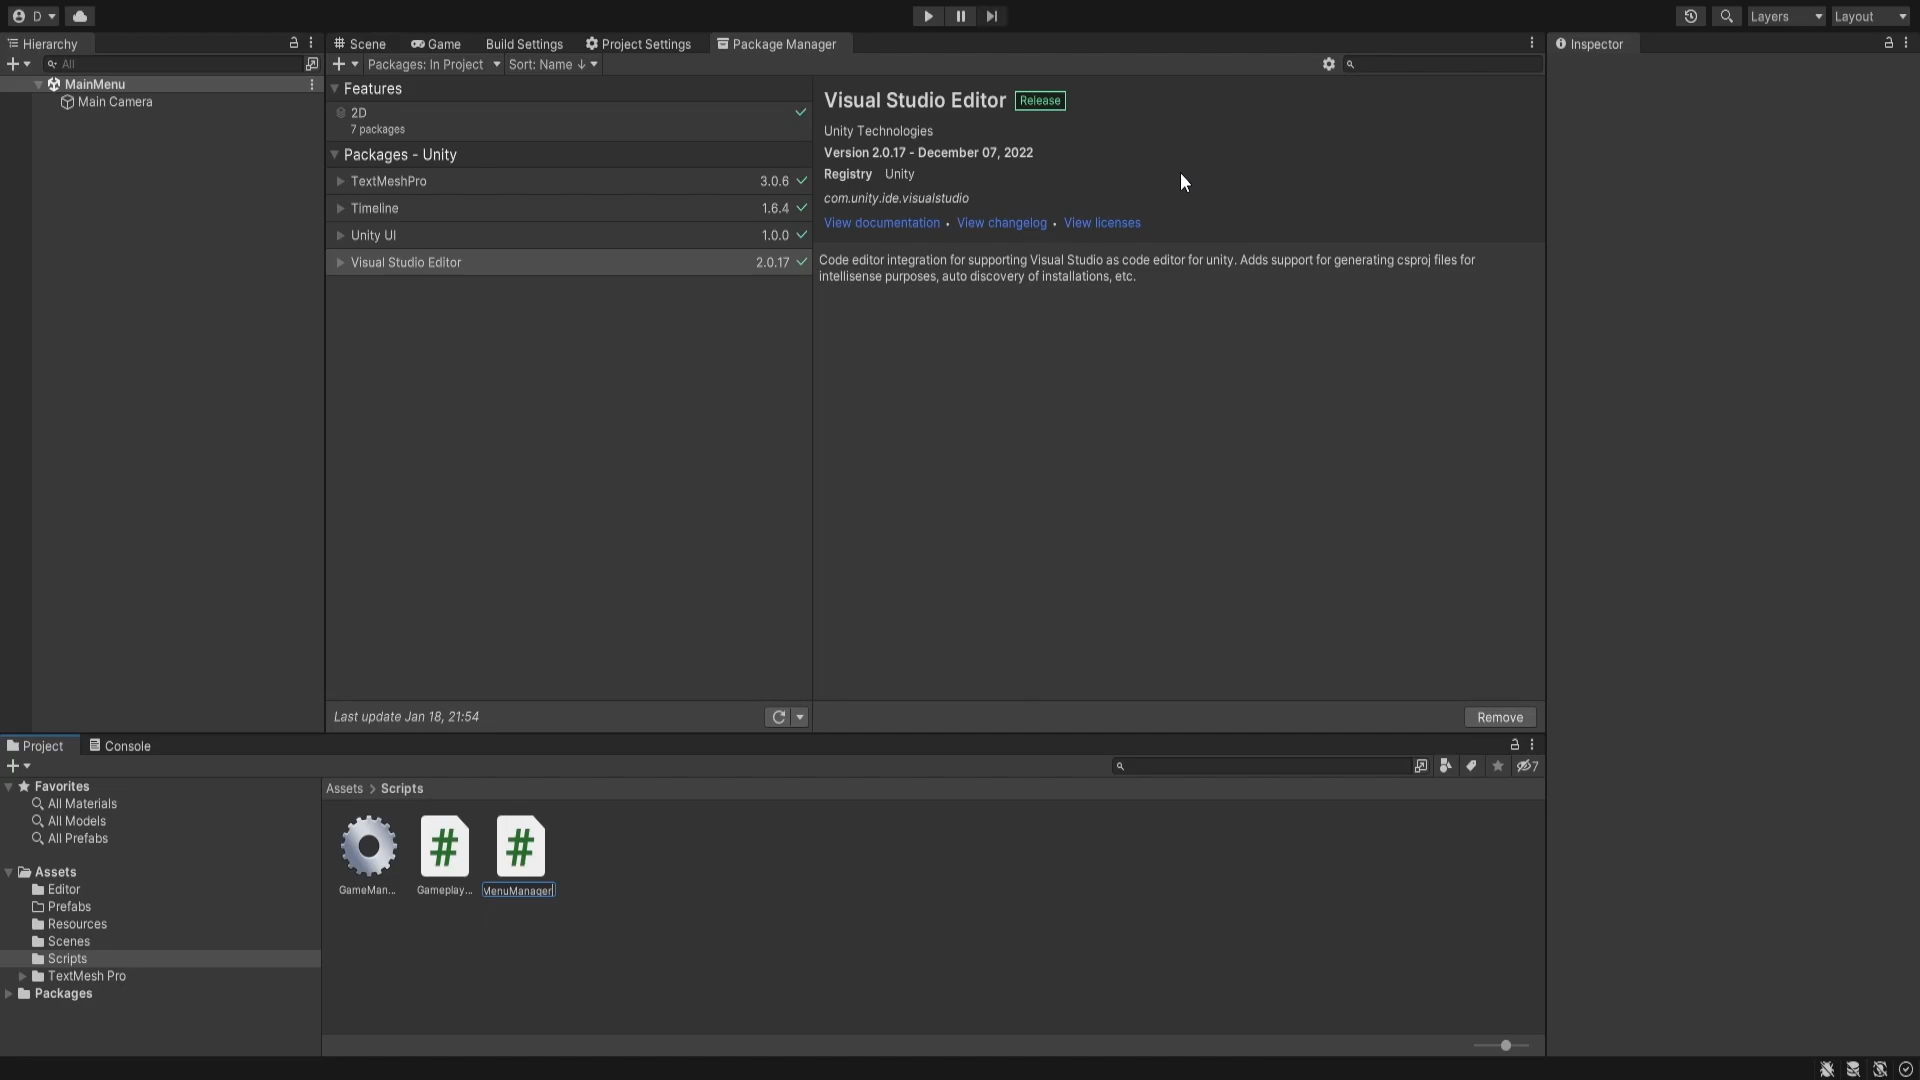 D
Layers
Layout
Hierarchy
Scene
Game
Build Settings
Project Settings
Package Manager
Inspector
All
Packages: In Project
Sort: Name ↓
MainMenu
Main Camera
Features
2D
7 packages
Packages - Unity
TextMeshPro 3.0.6
Timeline 1.6.4
Unity UI 1.0.0
Visual Studio Editor 2.0.17
Last update Jan 18, 21:54
Visual Studio Editor Release
Unity Technologies
Version 2.0.17 - December 07, 2022
Registry Unity
com.unity.ide.visualstudio
View documentation • View changelog • View licenses
Code editor integration for supporting Visual Studio as code editor for unity. Adds support for generating csproj files for
intellisense purposes, auto discovery of installations, etc.
Remove
Project
Console
7
Favorites
All Materials
All Models
All Prefabs
Assets
Editor
Prefabs
Resources
Scenes
Scripts
TextMesh Pro
Packages
Assets > Scripts
GameMan...
Gameplay...
MenuManager